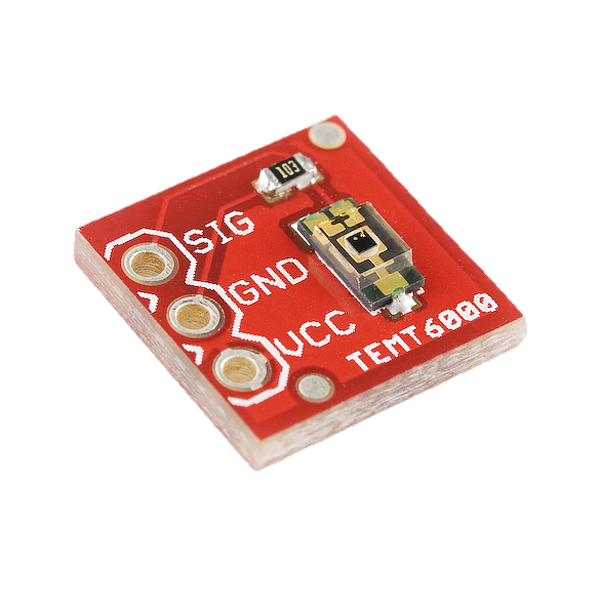 103
SIG
GND
VCC
TEMT6000